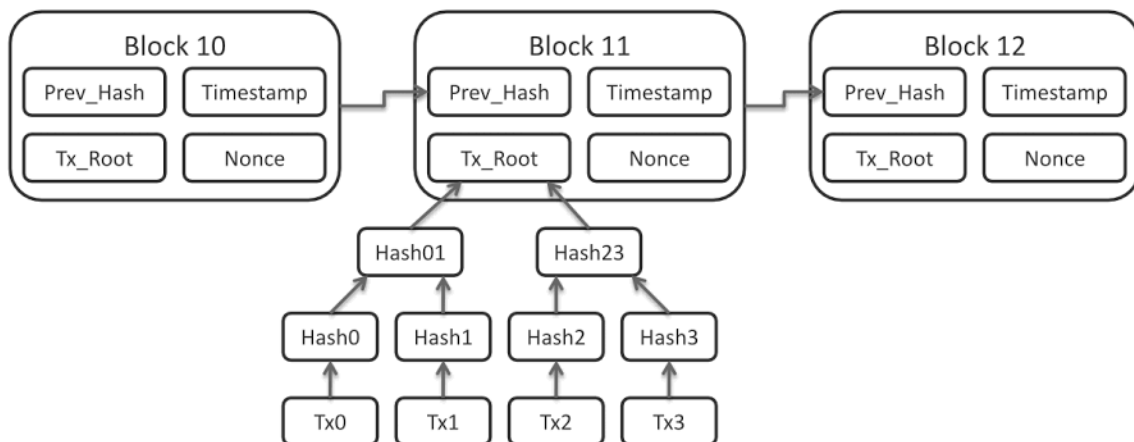 Block 10
Prev_Hash Timestamp
Tx_Root Nonce
Block 11
Prev_Hash Timestamp
Tx_Root Nonce
Block 12
Prev_Hash Timestamp
Tx_Root Nonce
Hash01 Hash23
Hash0 Hash1 Hash2 Hash3
Tx0 Tx1 Tx2 Tx3